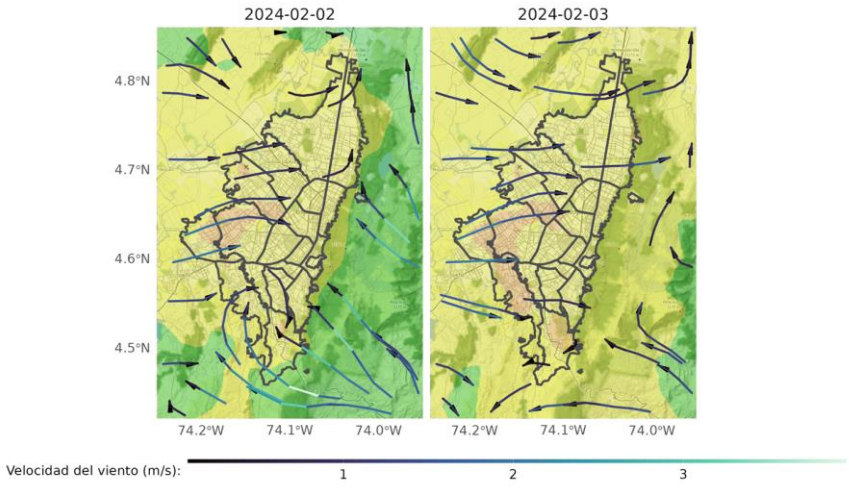 2024-02-02 2024-02-03
4.8°N
4.7°N
4.6°N
4.5°N
74.2°W 74.1°W 74.0°W 74.2°W 74.1°W 74.0°W
Velocidad del viento (m/s):
1 2 3